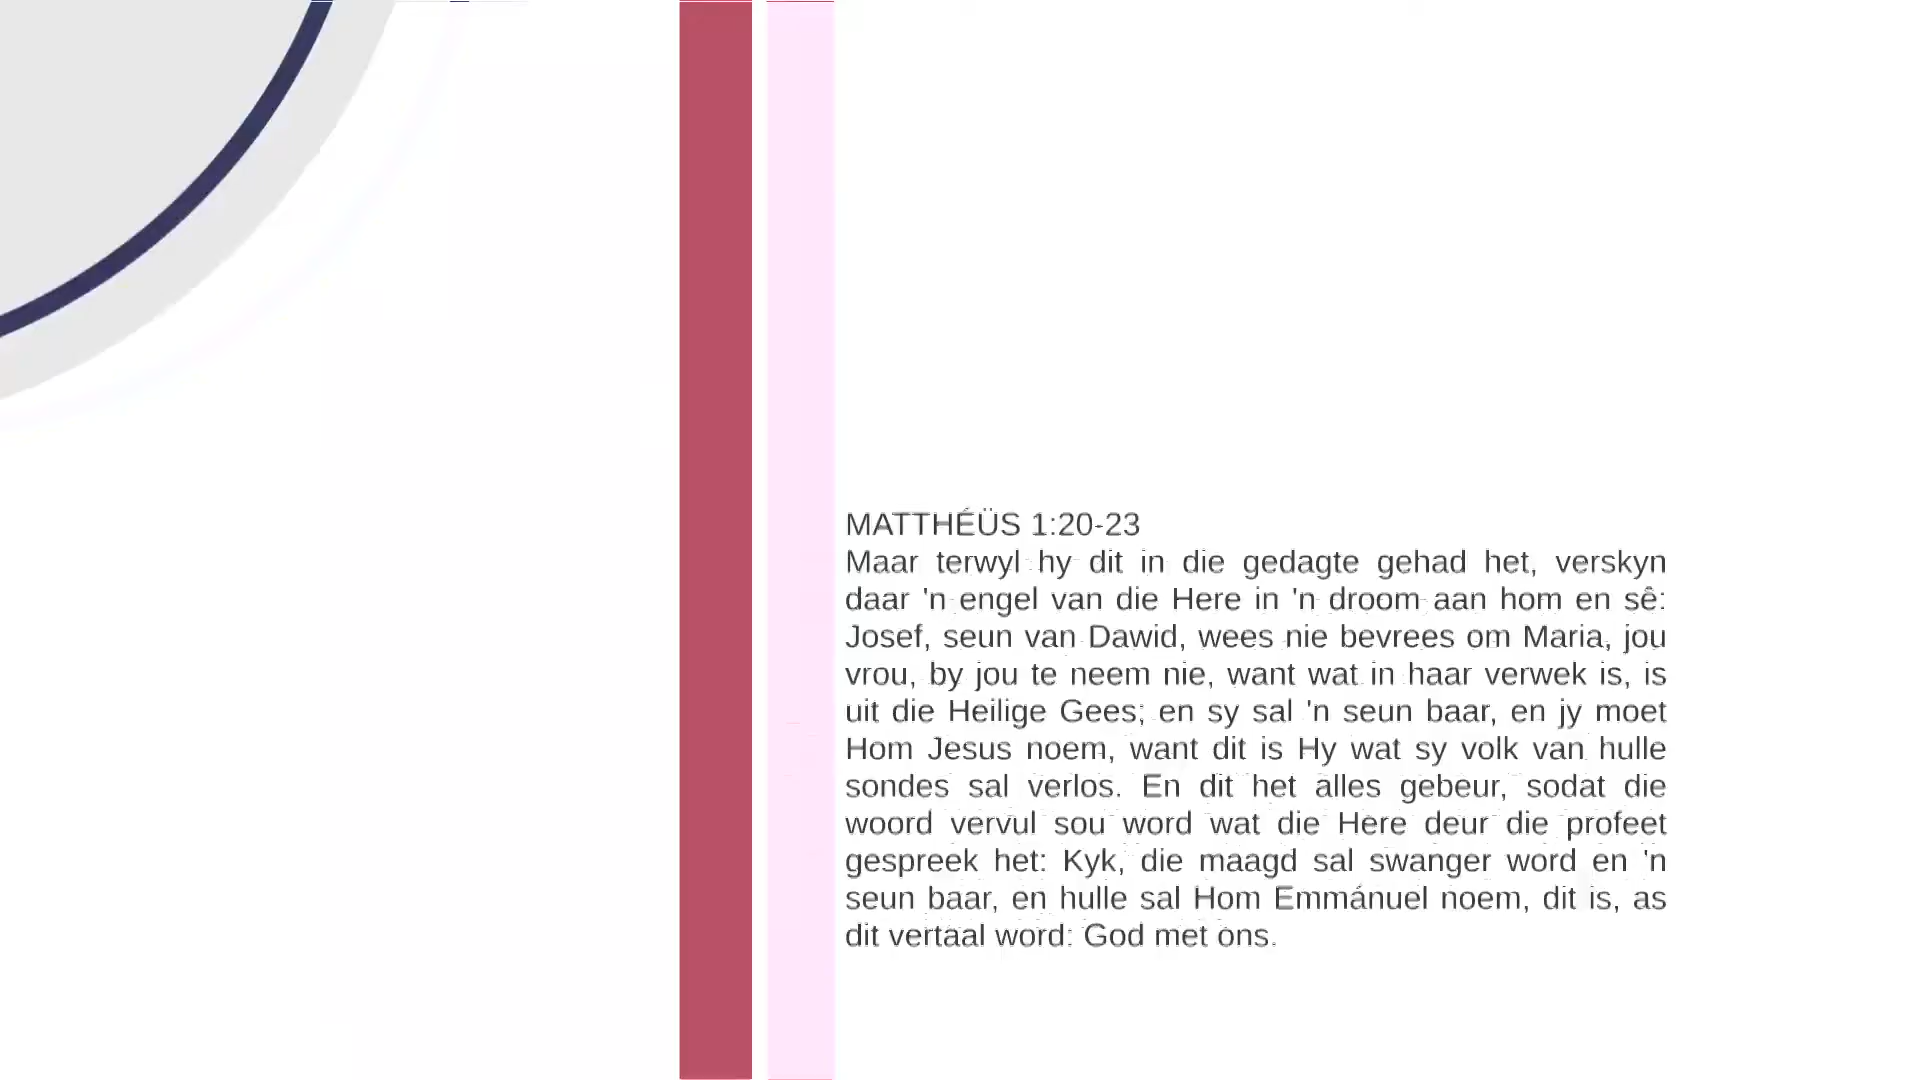 MATTHÉÜS 1:20-23
Maar terwyl hy dit in die gedagte gehad het, verskyn
daar 'n engel van die Here in 'n droom aan hom en sê:
Josef, seun van Dawid, wees nie bevrees om Maria, jou
vrou, by jou te neem nie, want wat in haar verwek is, is
uit die Heilige Gees; en sy sal 'n seun baar, en jy moet
Hom Jesus noem, want dit is Hy wat sy volk van hulle
sondes sal verlos. En dit het alles gebeur, sodat die
woord vervul sou word wat die Here deur die profeet
gespreek het: Kyk, die maagd sal swanger word en 'n
seun baar, en hulle sal Hom Emmánuel noem, dit is, as
dit vertaal word: God met ons.